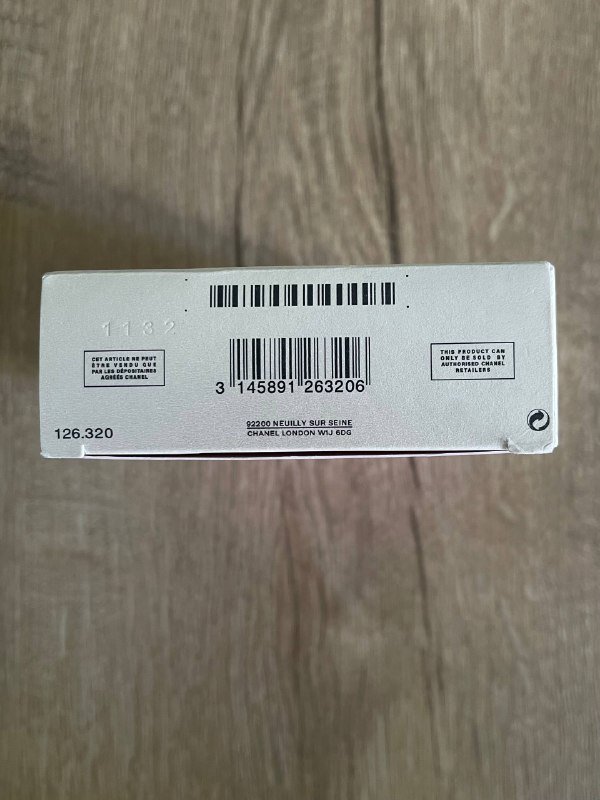 1132
CET ARTICLE NE PEUT
ÊTRE VENDU QUE
PAR LES DÉPOSITAIRES
AGRÉÉS CHANEL
3 145891 263206
THIS PRODUCT CAN
ONLY BE SOLD BY
AUTHORISED CHANEL
RETAILERS
126.320
92200 NEUILLY SUR SEINE
CHANEL LONDON W1J 6DG